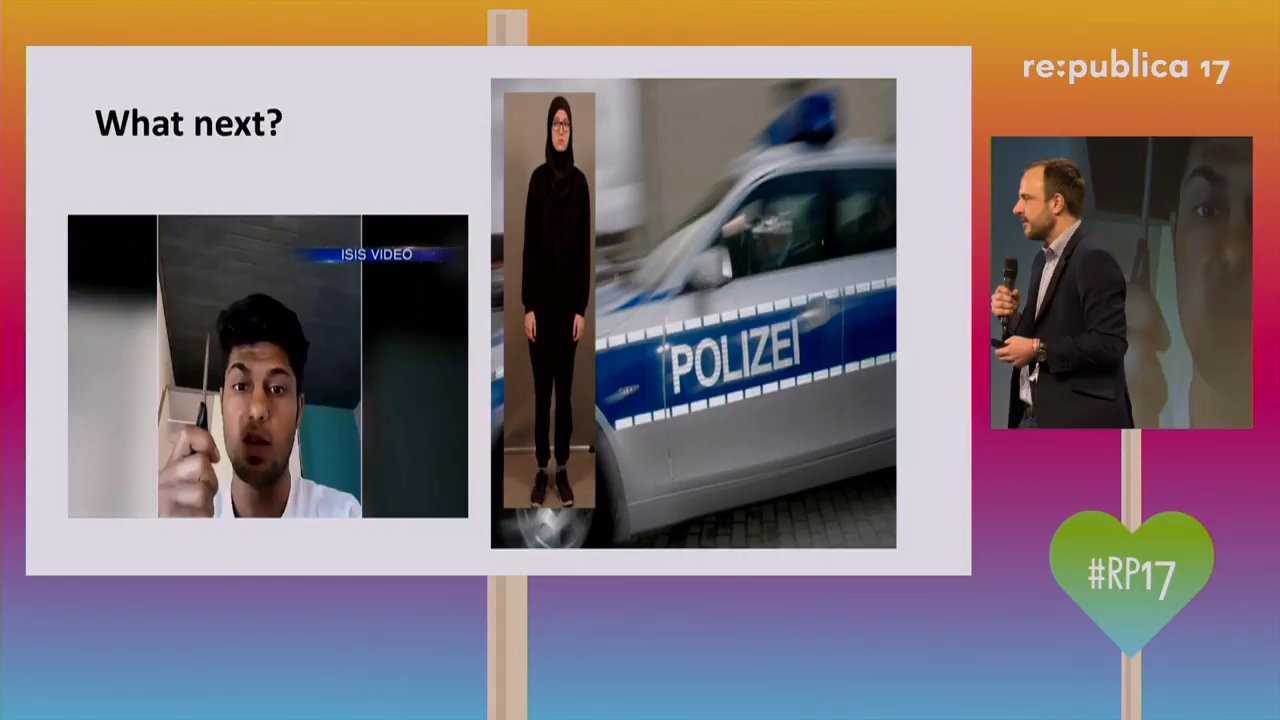 What next?
ISIS VIDEO
POLIZEI
re:publica 17
#RP17